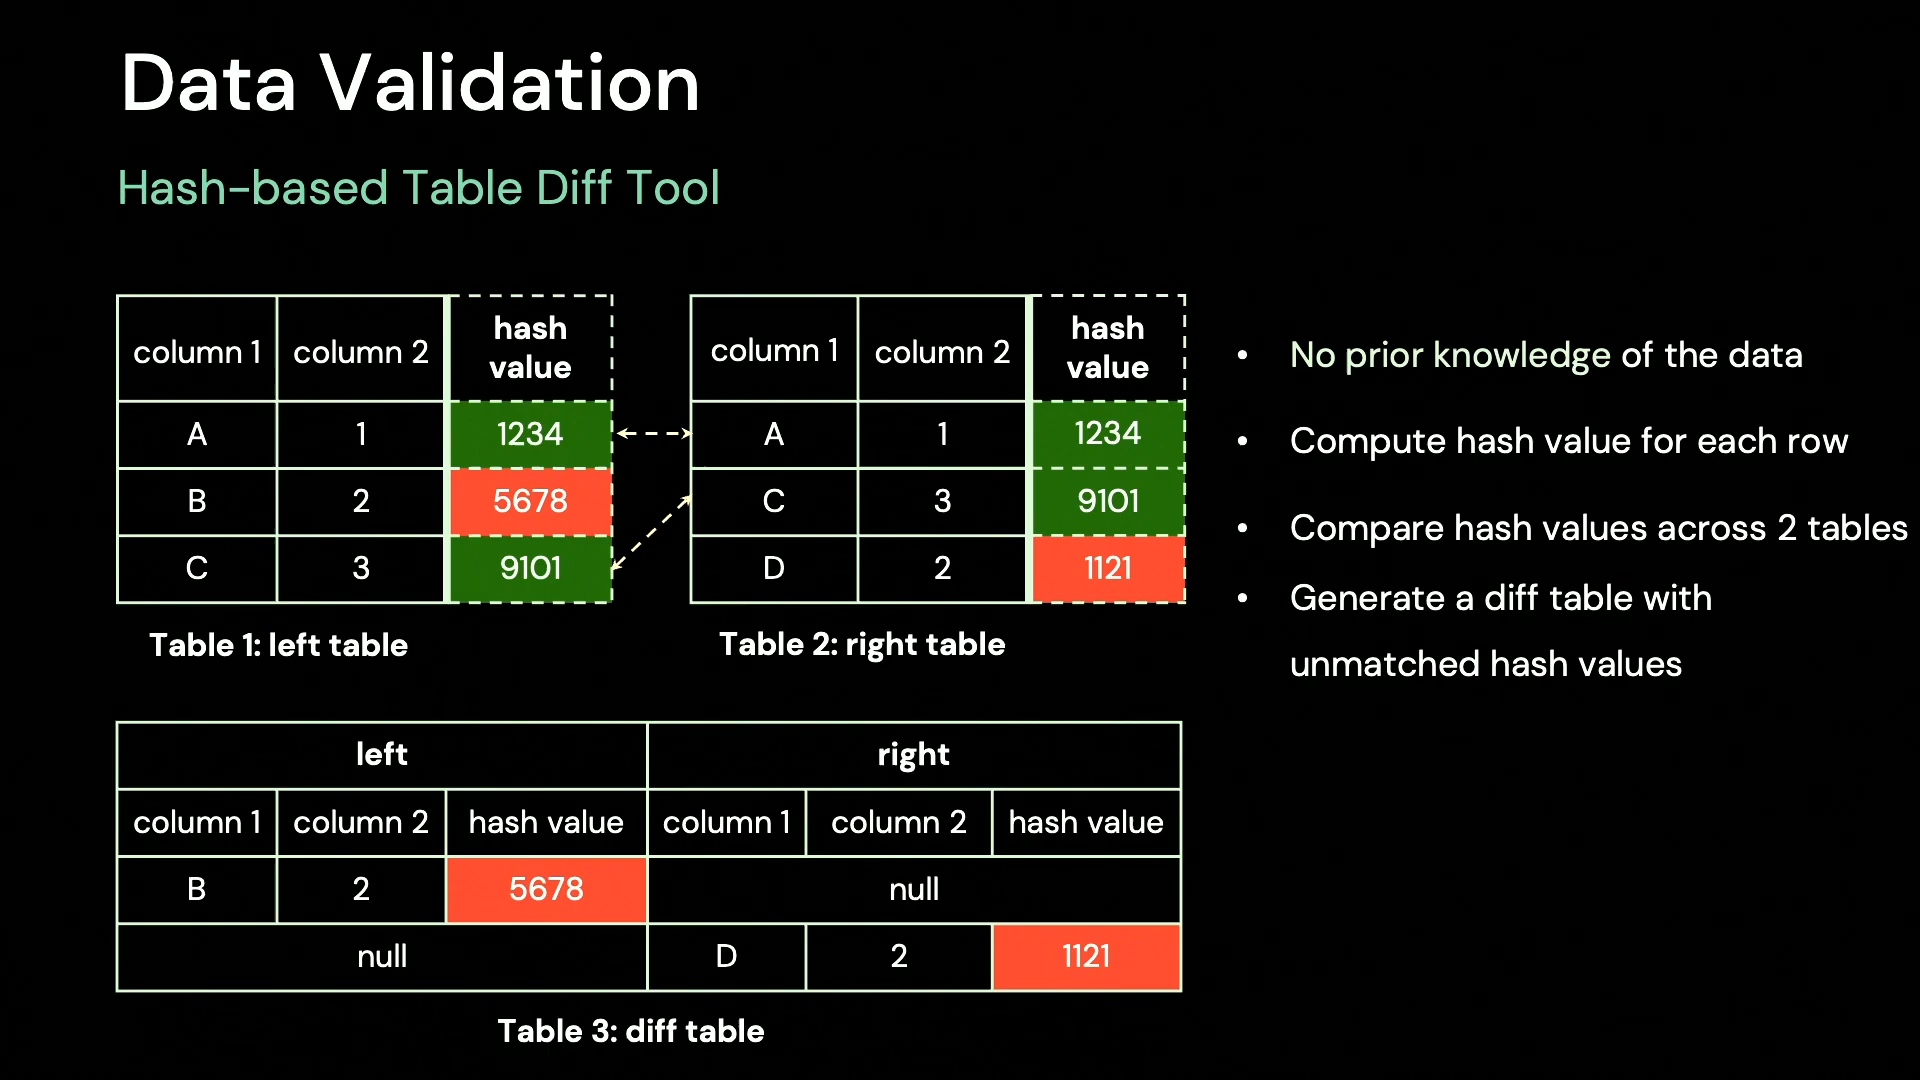 Data Validation
Hash-based Table Diff Tool
column 1 column 2 hash value
A 1 1234
B 2 5678
C 3 9101
Table 1: left table
column 1 column 2 hash value
A 1 1234
C 3 9101
D 2 1121
Table 2: right table
• No prior knowledge of the data
• Compute hash value for each row
• Compare hash values across 2 tables
• Generate a diff table with
unmatched hash values
left right
column 1 column 2 hash value column 1 column 2 hash value
B 2 5678 null
null D 2 1121
Table 3: diff table